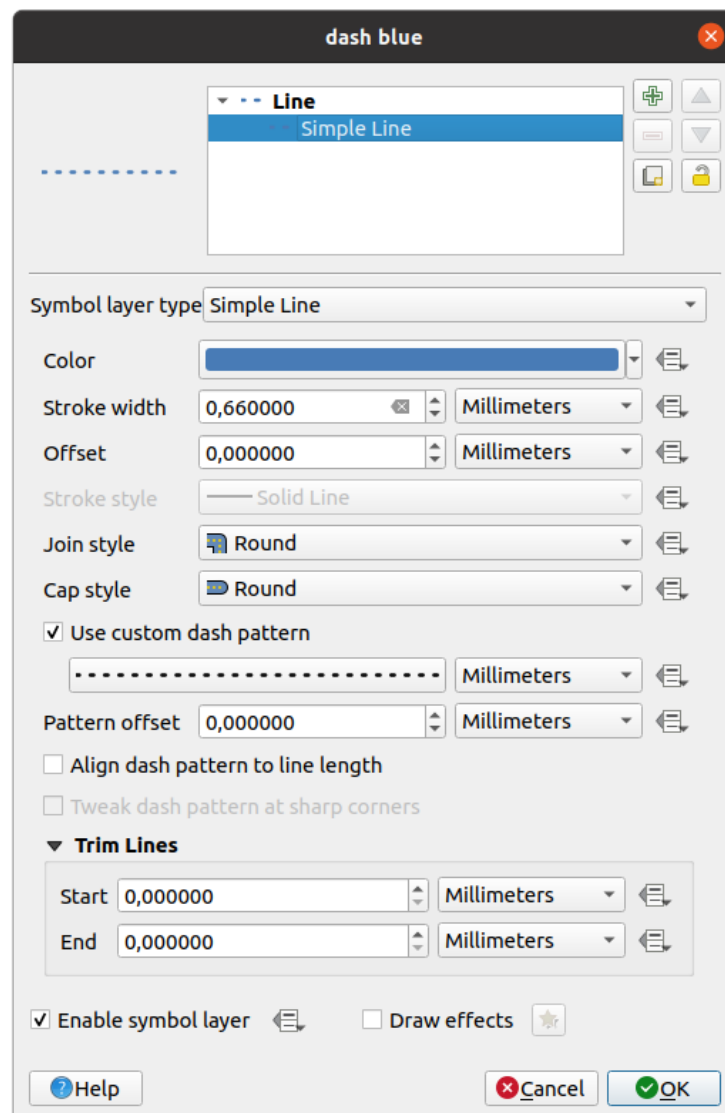 dash blue
Line
Simple Line
Symbol layer type Simple Line
Color
Stroke width 0,660000 Millimeters
Offset 0,000000 Millimeters
Stroke style Solid Line
Join style Round
Cap style Round
Use custom dash pattern
Millimeters
Pattern offset 0,000000 Millimeters
Align dash pattern to line length
Tweak dash pattern at sharp corners
Trim Lines
Start 0,000000 Millimeters
End 0,000000 Millimeters
Enable symbol layer Draw effects
Help Cancel OK